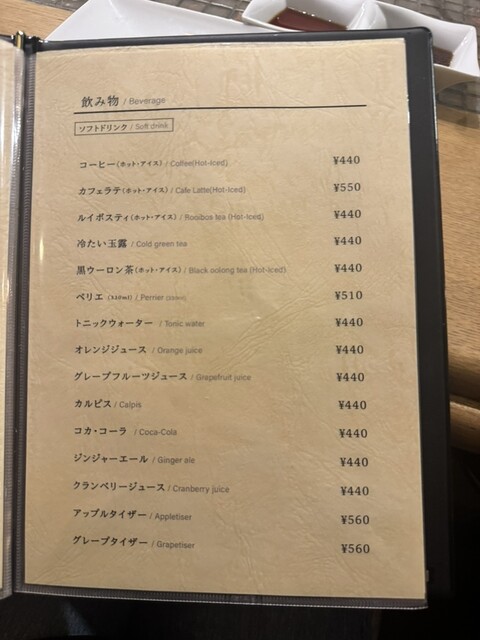 飲み物 / Beverage
ソフトドリンク / Soft drink
コーヒー(ホット・アイス) / Coffee(Hot-Iced) ¥440
カフェラテ(ホット・アイス) / Cafe Latte(Hot-Iced) ¥550
ルイボスティ(ホット・アイス) / Rooibos tea (Hot-Iced) ¥440
冷たい玉露 / Cold green tea ¥440
黒ウーロン茶(ホット・アイス) / Black oolong tea (Hot-Iced) ¥440
ペリエ (330ml) / Perrier (330ml) ¥510
トニックウォーター / Tonic water ¥440
オレンジジュース / Orange juice ¥440
グレープフルーツジュース / Grapefruit juice ¥440
カルピス / Calpis ¥440
コカ・コーラ / Coca-Cola ¥440
ジンジャーエール / Ginger ale ¥440
クランベリージュース / Cranberry juice ¥440
アップルタイザー / Appletiser ¥560
グレープタイザー / Grapetiser ¥560